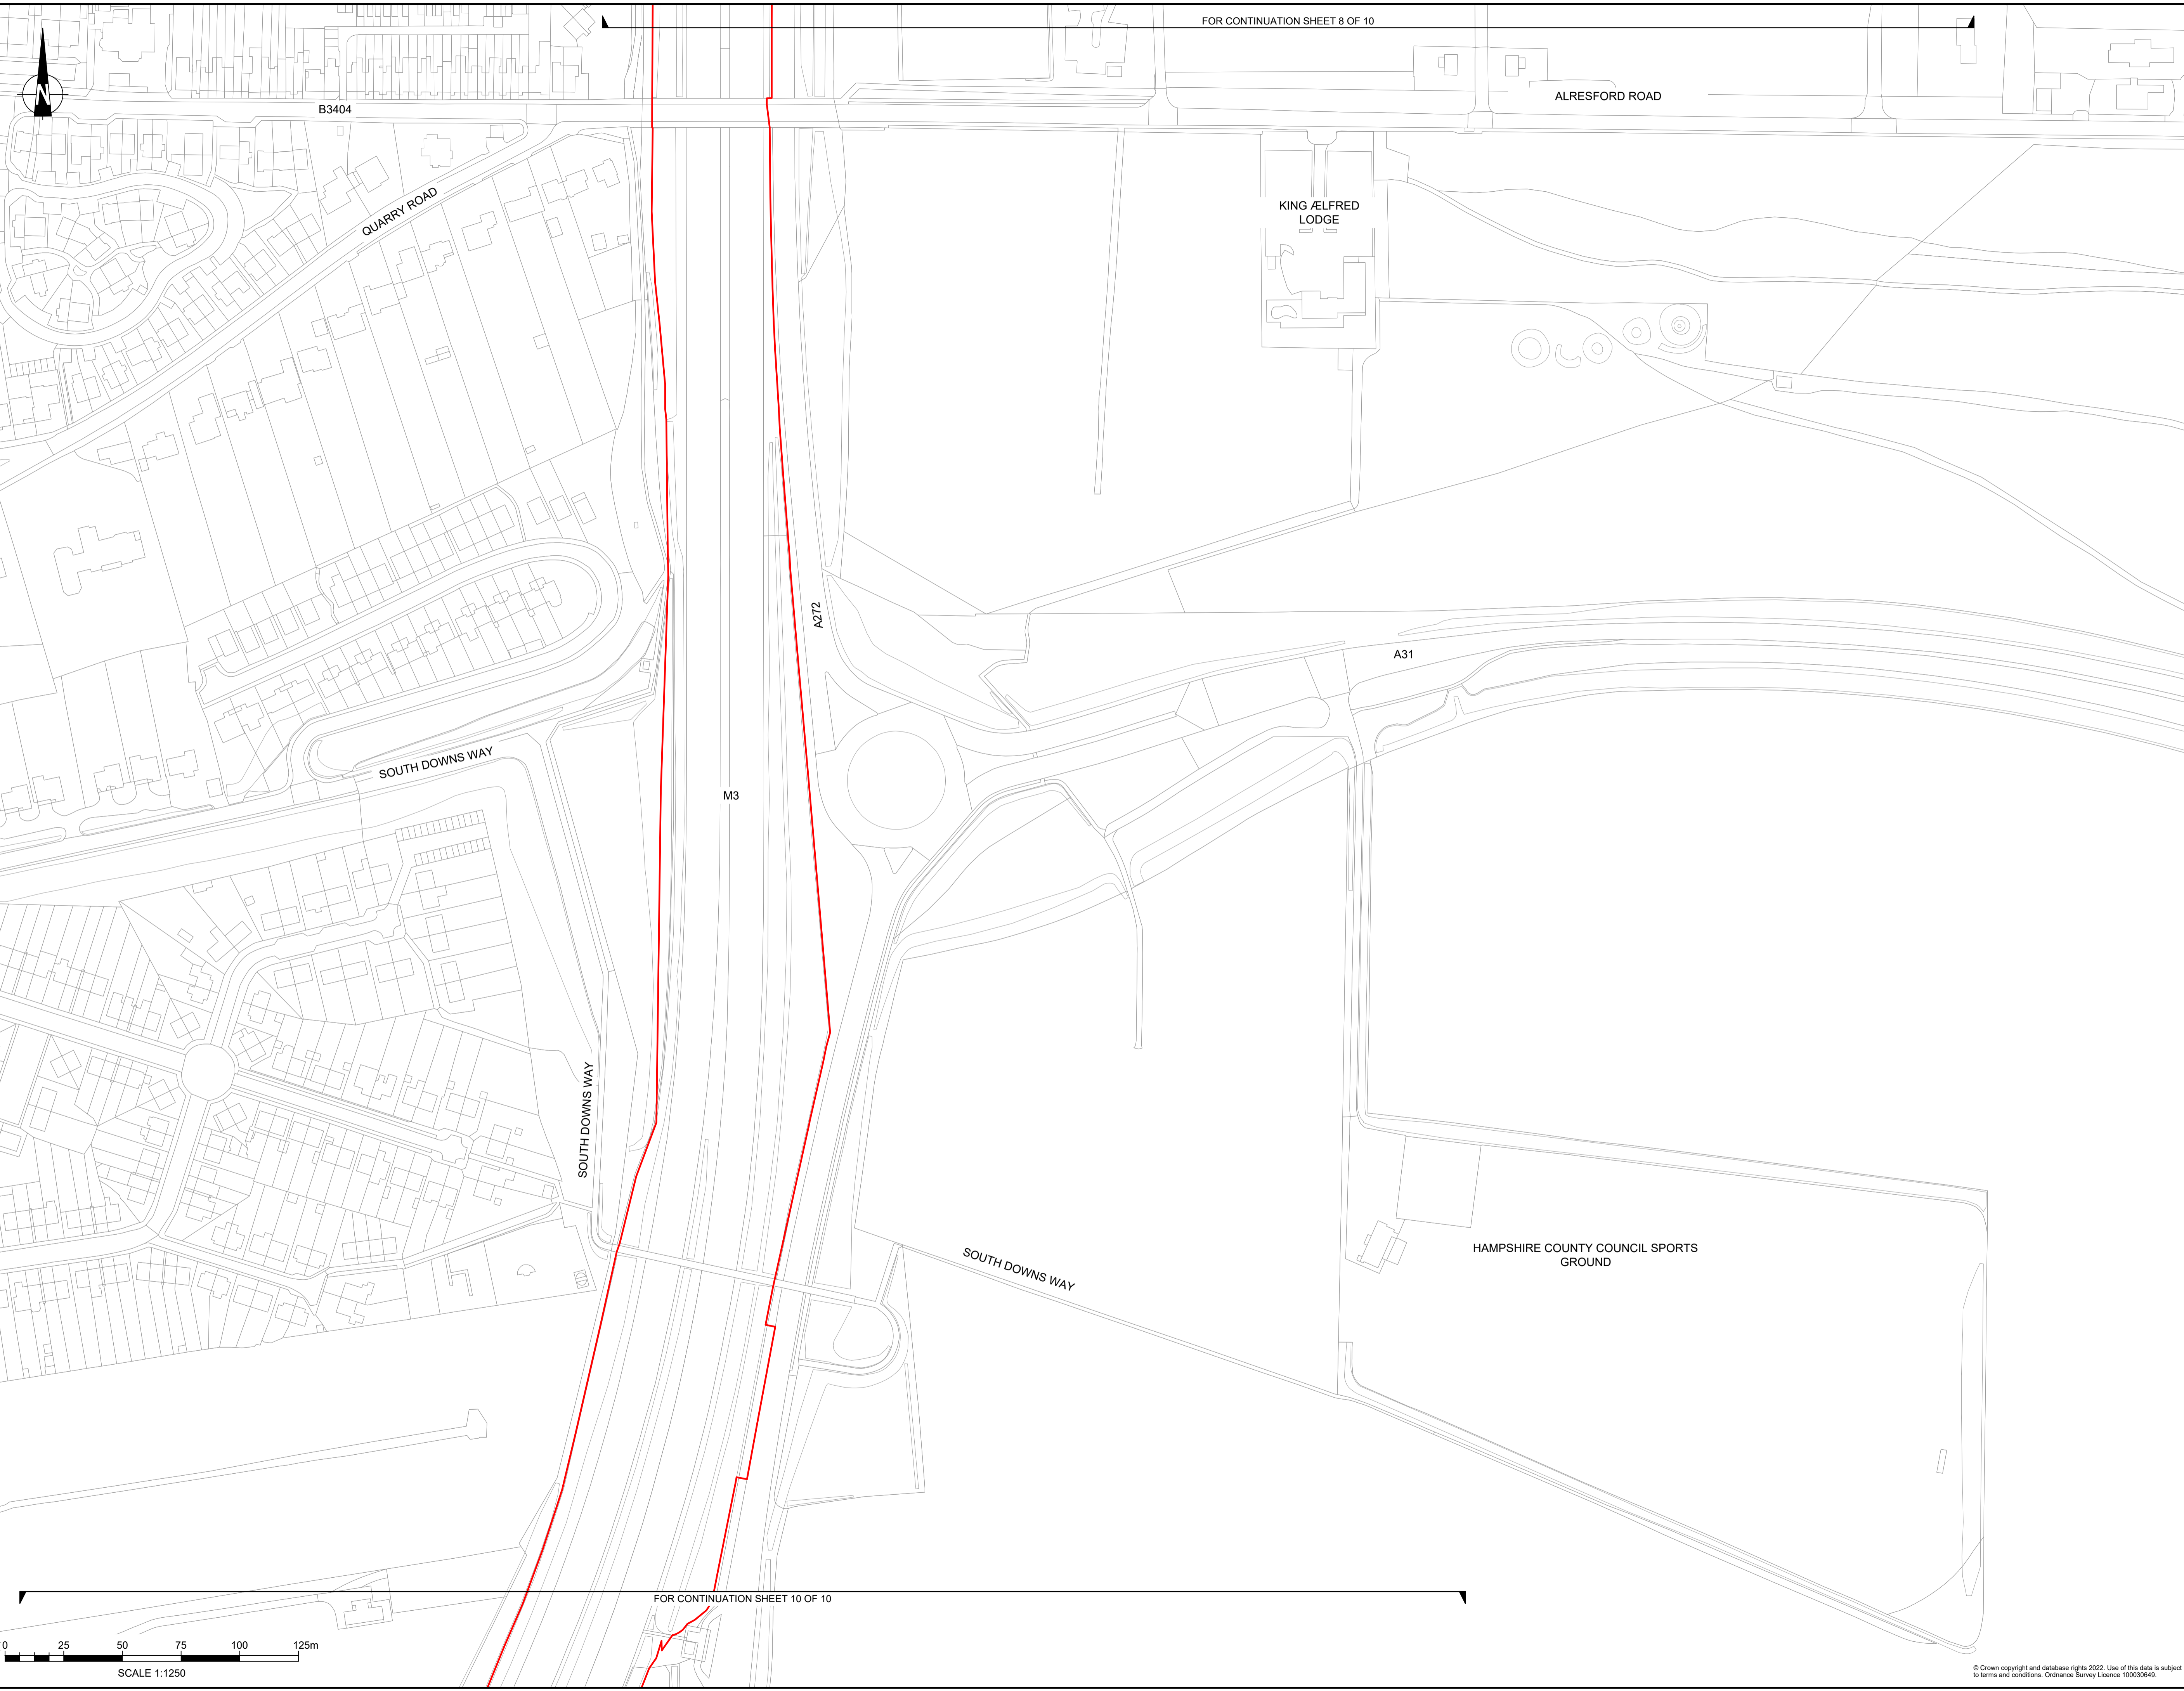 FOR CONTINUATION SHEET 8 OF 10
N
B3404
ALRESFORD ROAD
QUARRY ROAD
KING ÆLFRED
LODGE
A272
A31
SOUTH DOWNS WAY
M3
SOUTH DOWNS WAY
SOUTH DOWNS WAY
HAMPSHIRE COUNTY COUNCIL SPORTS
GROUND
FOR CONTINUATION SHEET 10 OF 10
0 25 50 75 100 125m
SCALE 1:1250
© Crown copyright and database rights 2022. Use of this data is subject
to terms and conditions. Ordnance Survey Licence 100030649.